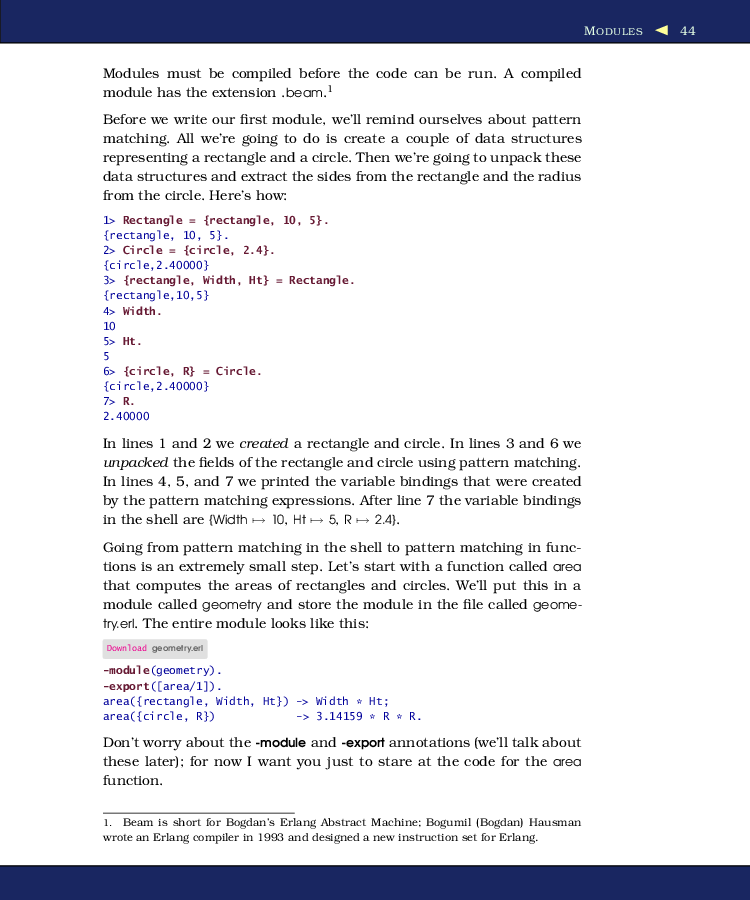 MODULES ◀ 44
Modules must be compiled before the code can be run. A compiled
module has the extension .beam.1
Before we write our first module, we'll remind ourselves about pattern
matching. All we're going to do is create a couple of data structures
representing a rectangle and a circle. Then we're going to unpack these
data structures and extract the sides from the rectangle and the radius
from the circle. Here's how:
1> Rectangle = {rectangle, 10, 5}.
{rectangle, 10, 5}.
2> Circle = {circle, 2.4}.
{circle,2.40000}
3> {rectangle, Width, Ht} = Rectangle.
{rectangle,10,5}
4> Width.
10
5> Ht.
5
6> {circle, R} = Circle.
{circle,2.40000}
7> R.
2.40000
In lines 1 and 2 we created a rectangle and circle. In lines 3 and 6 we
unpacked the fields of the rectangle and circle using pattern matching.
In lines 4, 5, and 7 we printed the variable bindings that were created
by the pattern matching expressions. After line 7 the variable bindings
in the shell are {Width ↦ 10, Ht ↦ 5, R ↦ 2.4}.
Going from pattern matching in the shell to pattern matching in func-
tions is an extremely small step. Let's start with a function called area
that computes the areas of rectangles and circles. We'll put this in a
module called geometry and store the module in the file called geome-
try.erl. The entire module looks like this:
Download geometry.erl
-module(geometry).
-export([area/1]).
area({rectangle, Width, Ht}) -> Width * Ht;
area({circle, R})            -> 3.14159 * R * R.
Don't worry about the -module and -export annotations (we'll talk about
these later); for now I want you just to stare at the code for the area
function.
1. Beam is short for Bogdan's Erlang Abstract Machine; Bogumil (Bogdan) Hausman
wrote an Erlang compiler in 1993 and designed a new instruction set for Erlang.